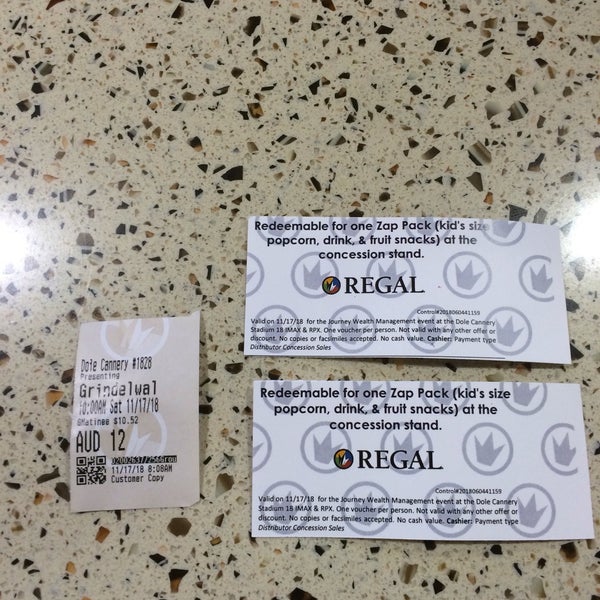 Dole Cannery #1828
Presenting
Grindelwal
10:00AM Sat 11/17/18
GMatinee $10.52
AUD 12
11/17/18 8:08AM
Customer Copy
Redeemable for one Zap Pack (kid's size
popcorn, drink, & fruit snacks) at the
concession stand.
REGAL
Control#2018060441159
Valid on 11/17/18 for the Journey Wealth Management event at the Dole Cannery
Stadium 18 IMAX & RPX. One voucher per person. Not valid with any other offer or
discount. No copies or facsimiles accepted. No cash value. Cashier: Payment type
Distributor Concession Sales
Redeemable for one Zap Pack (kid's size
popcorn, drink, & fruit snacks) at the
concession stand.
REGAL
Control#2018060441159
Valid on 11/17/18 for the Journey Wealth Management event at the Dole Cannery
Stadium 18 IMAX & RPX. One voucher per person. Not valid with any other offer or
discount. No copies or facsimiles accepted. No cash value. Cashier: Payment type
Distributor Concession Sales